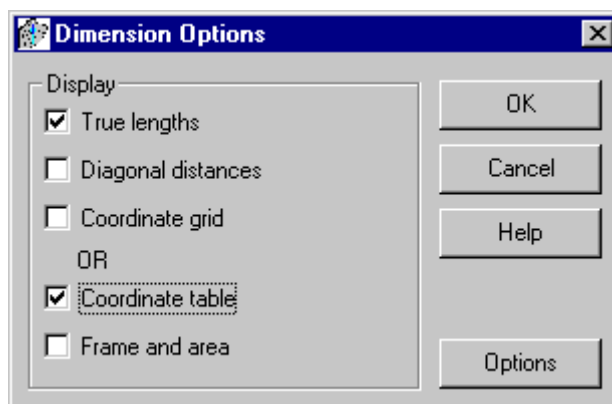 Dimension Options
Display
True lengths
Diagonal distances
Coordinate grid
OR
Coordinate table
Frame and area
OK
Cancel
Help
Options